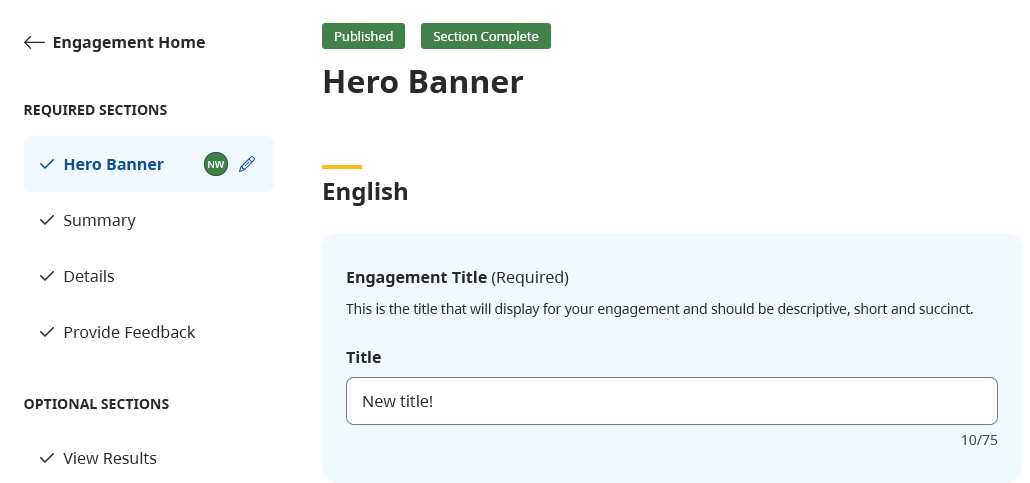 Engagement Home
REQUIRED SECTIONS
Hero Banner
NW
Summary
Details
Provide Feedback
OPTIONAL SECTIONS
View Results
Published
Section Complete
Hero Banner
English
Engagement Title (Required)
This is the title that will display for your engagement and should be descriptive, short and succinct.
Title
New title!
10/75